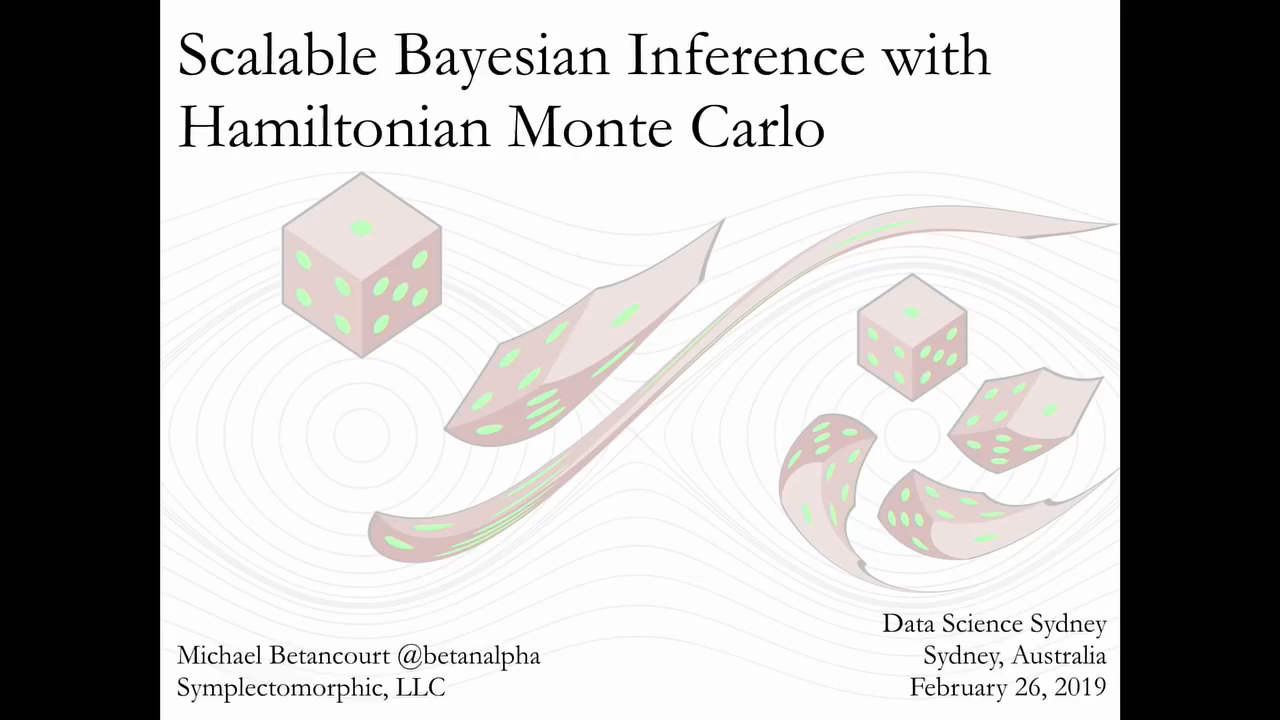 Scalable Bayesian Inference with
Hamiltonian Monte Carlo
Michael Betancourt @betanalpha
Symplectomorphic, LLC
Data Science Sydney
Sydney, Australia
February 26, 2019